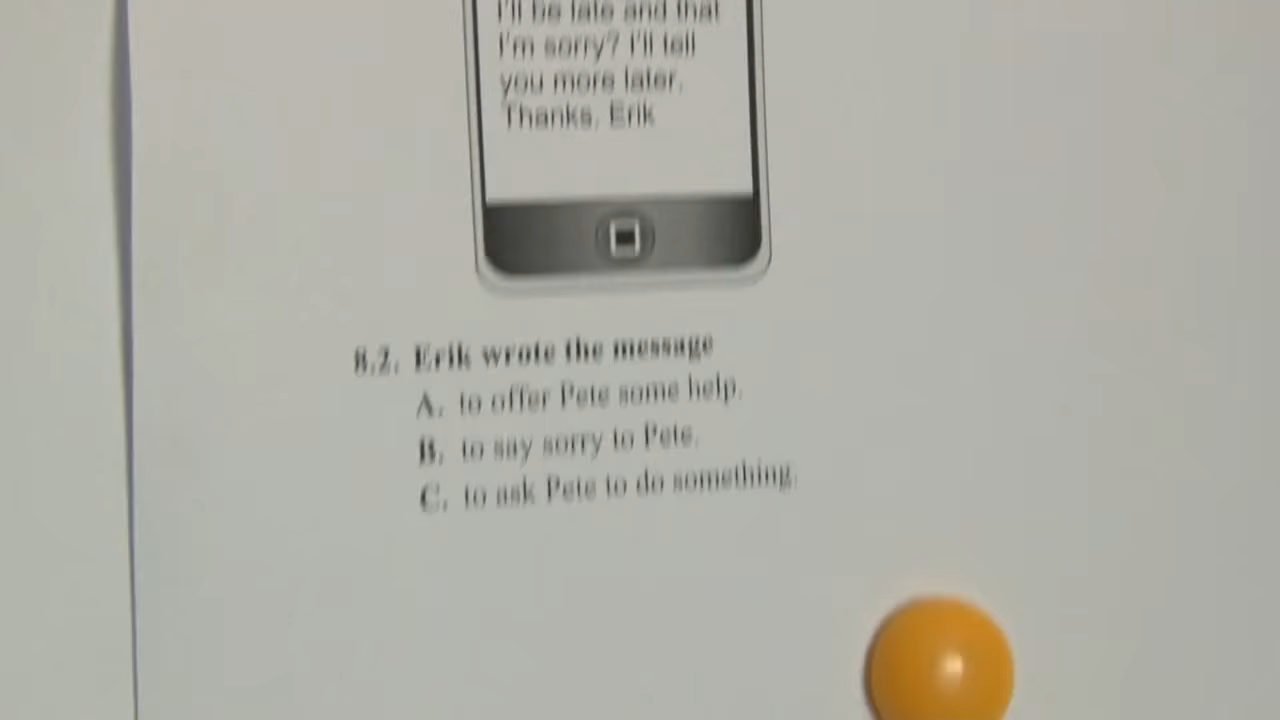 I'll be late and that
I'm sorry? I'll tell
you more later.
Thanks, Erik
8.2. Erik wrote the message
A. to offer Pete some help.
B. to say sorry to Pete.
C. to ask Pete to do something.